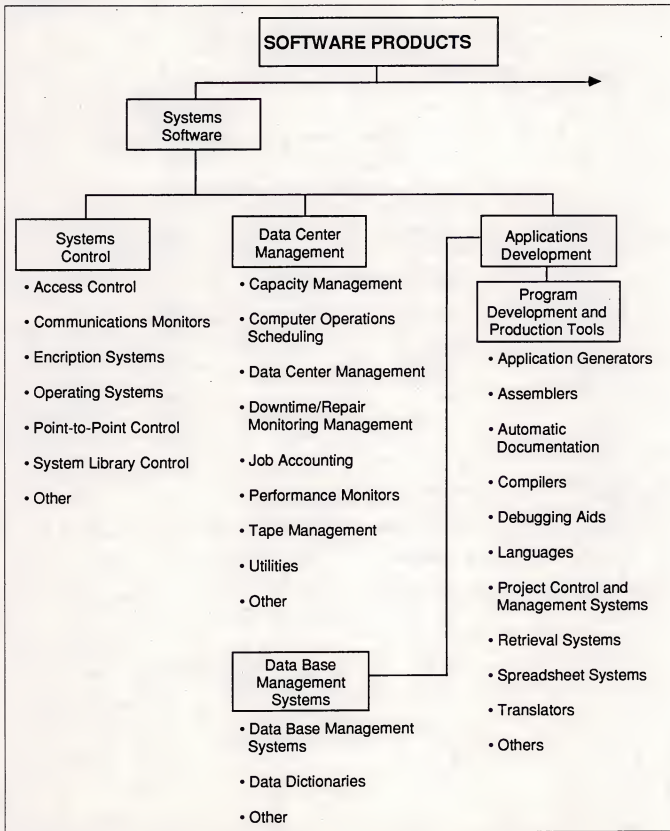 SOFTWARE PRODUCTS
Systems
Software
Systems
Control
• Access Control
• Communications Monitors
• Encription Systems
• Operating Systems
• Point-to-Point Control
• System Library Control
• Other
Data Center
Management
• Capacity Management
• Computer Operations
Scheduling
• Data Center Management
• Downtime/Repair
Monitoring Management
• Job Accounting
• Performance Monitors
• Tape Management
• Utilities
• Other
Data Base
Management
Systems
• Data Base Management
Systems
• Data Dictionaries
• Other
Applications
Development
Program
Development and
Production Tools
• Application Generators
• Assemblers
• Automatic
Documentation
• Compilers
• Debugging Aids
• Languages
• Project Control and
Management Systems
• Retrieval Systems
• Spreadsheet Systems
• Translators
• Others